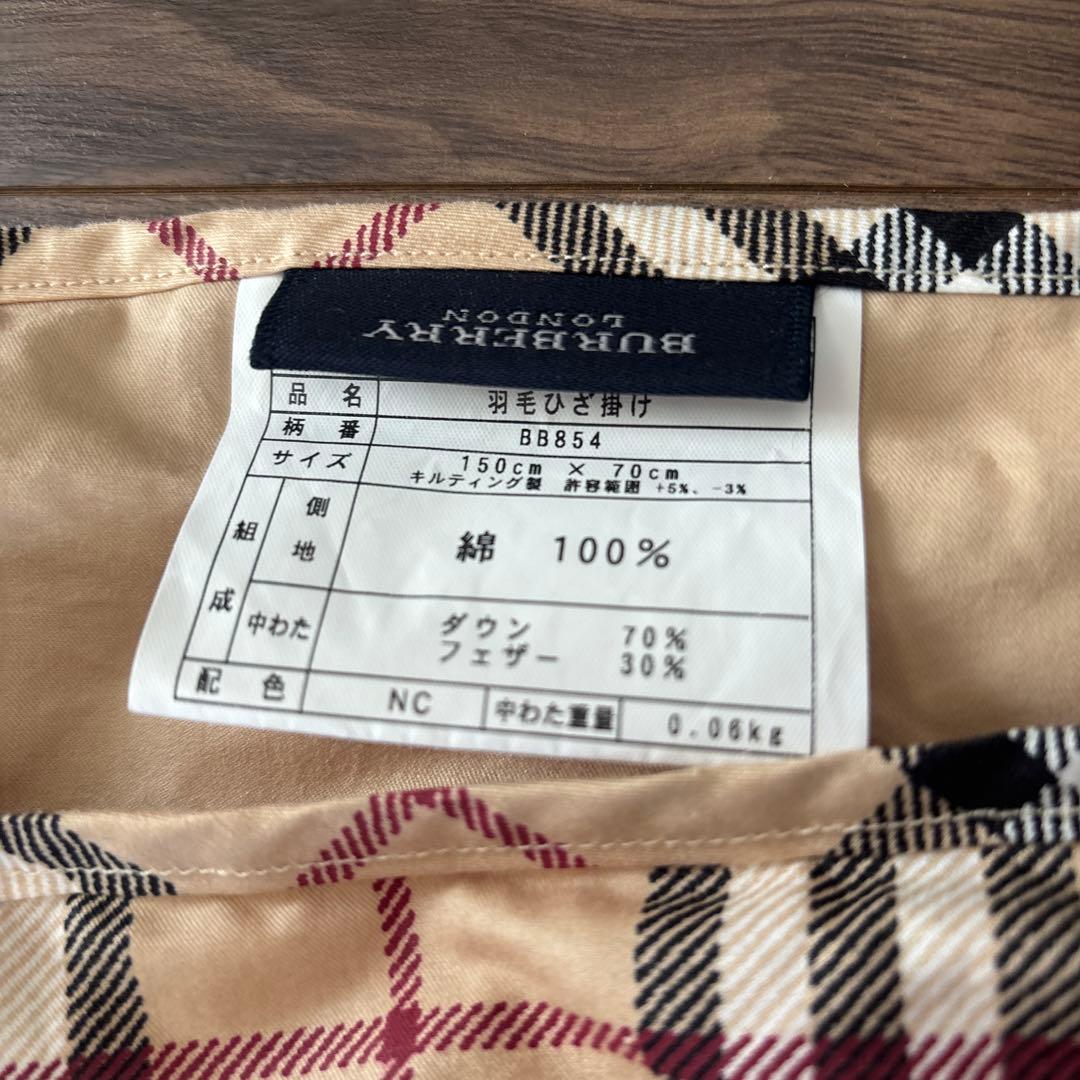 BURBERRY
LONDON
品名 羽毛ひざ掛け
柄番 BB854
サイズ 150cm × 70cm
キルティング製 許容範囲 +5%、-3%
組成 側地 綿 100%
中わた ダウン 70%
フェザー 30%
配色 NC 中わた重量 0.06kg